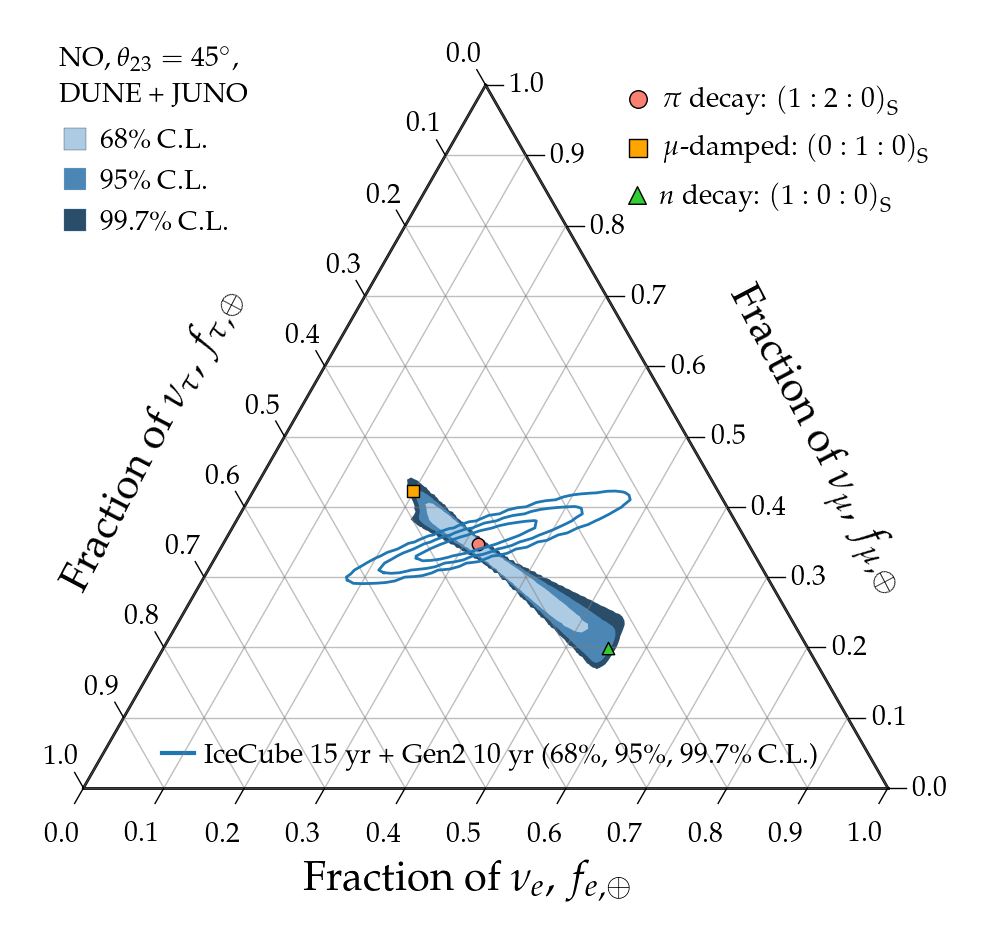 NO, θ₂₃ = 45°,
DUNE + JUNO
68% C.L.
95% C.L.
99.7% C.L.
π decay: (1 : 2 : 0)S
μ-damped: (0 : 1 : 0)S
n decay: (1 : 0 : 0)S
0.0
0.1
0.2
0.3
0.4
0.5
0.6
0.7
0.8
0.9
1.0
Fraction of ντ, fτ,⊕
1.0
0.9
0.8
0.7
0.6
0.5
0.4
0.3
0.2
0.1
0.0
Fraction of νμ, fμ,⊕
IceCube 15 yr + Gen2 10 yr (68%, 95%, 99.7% C.L.)
0.0 0.1 0.2 0.3 0.4 0.5 0.6 0.7 0.8 0.9 1.0
Fraction of νe, fe,⊕